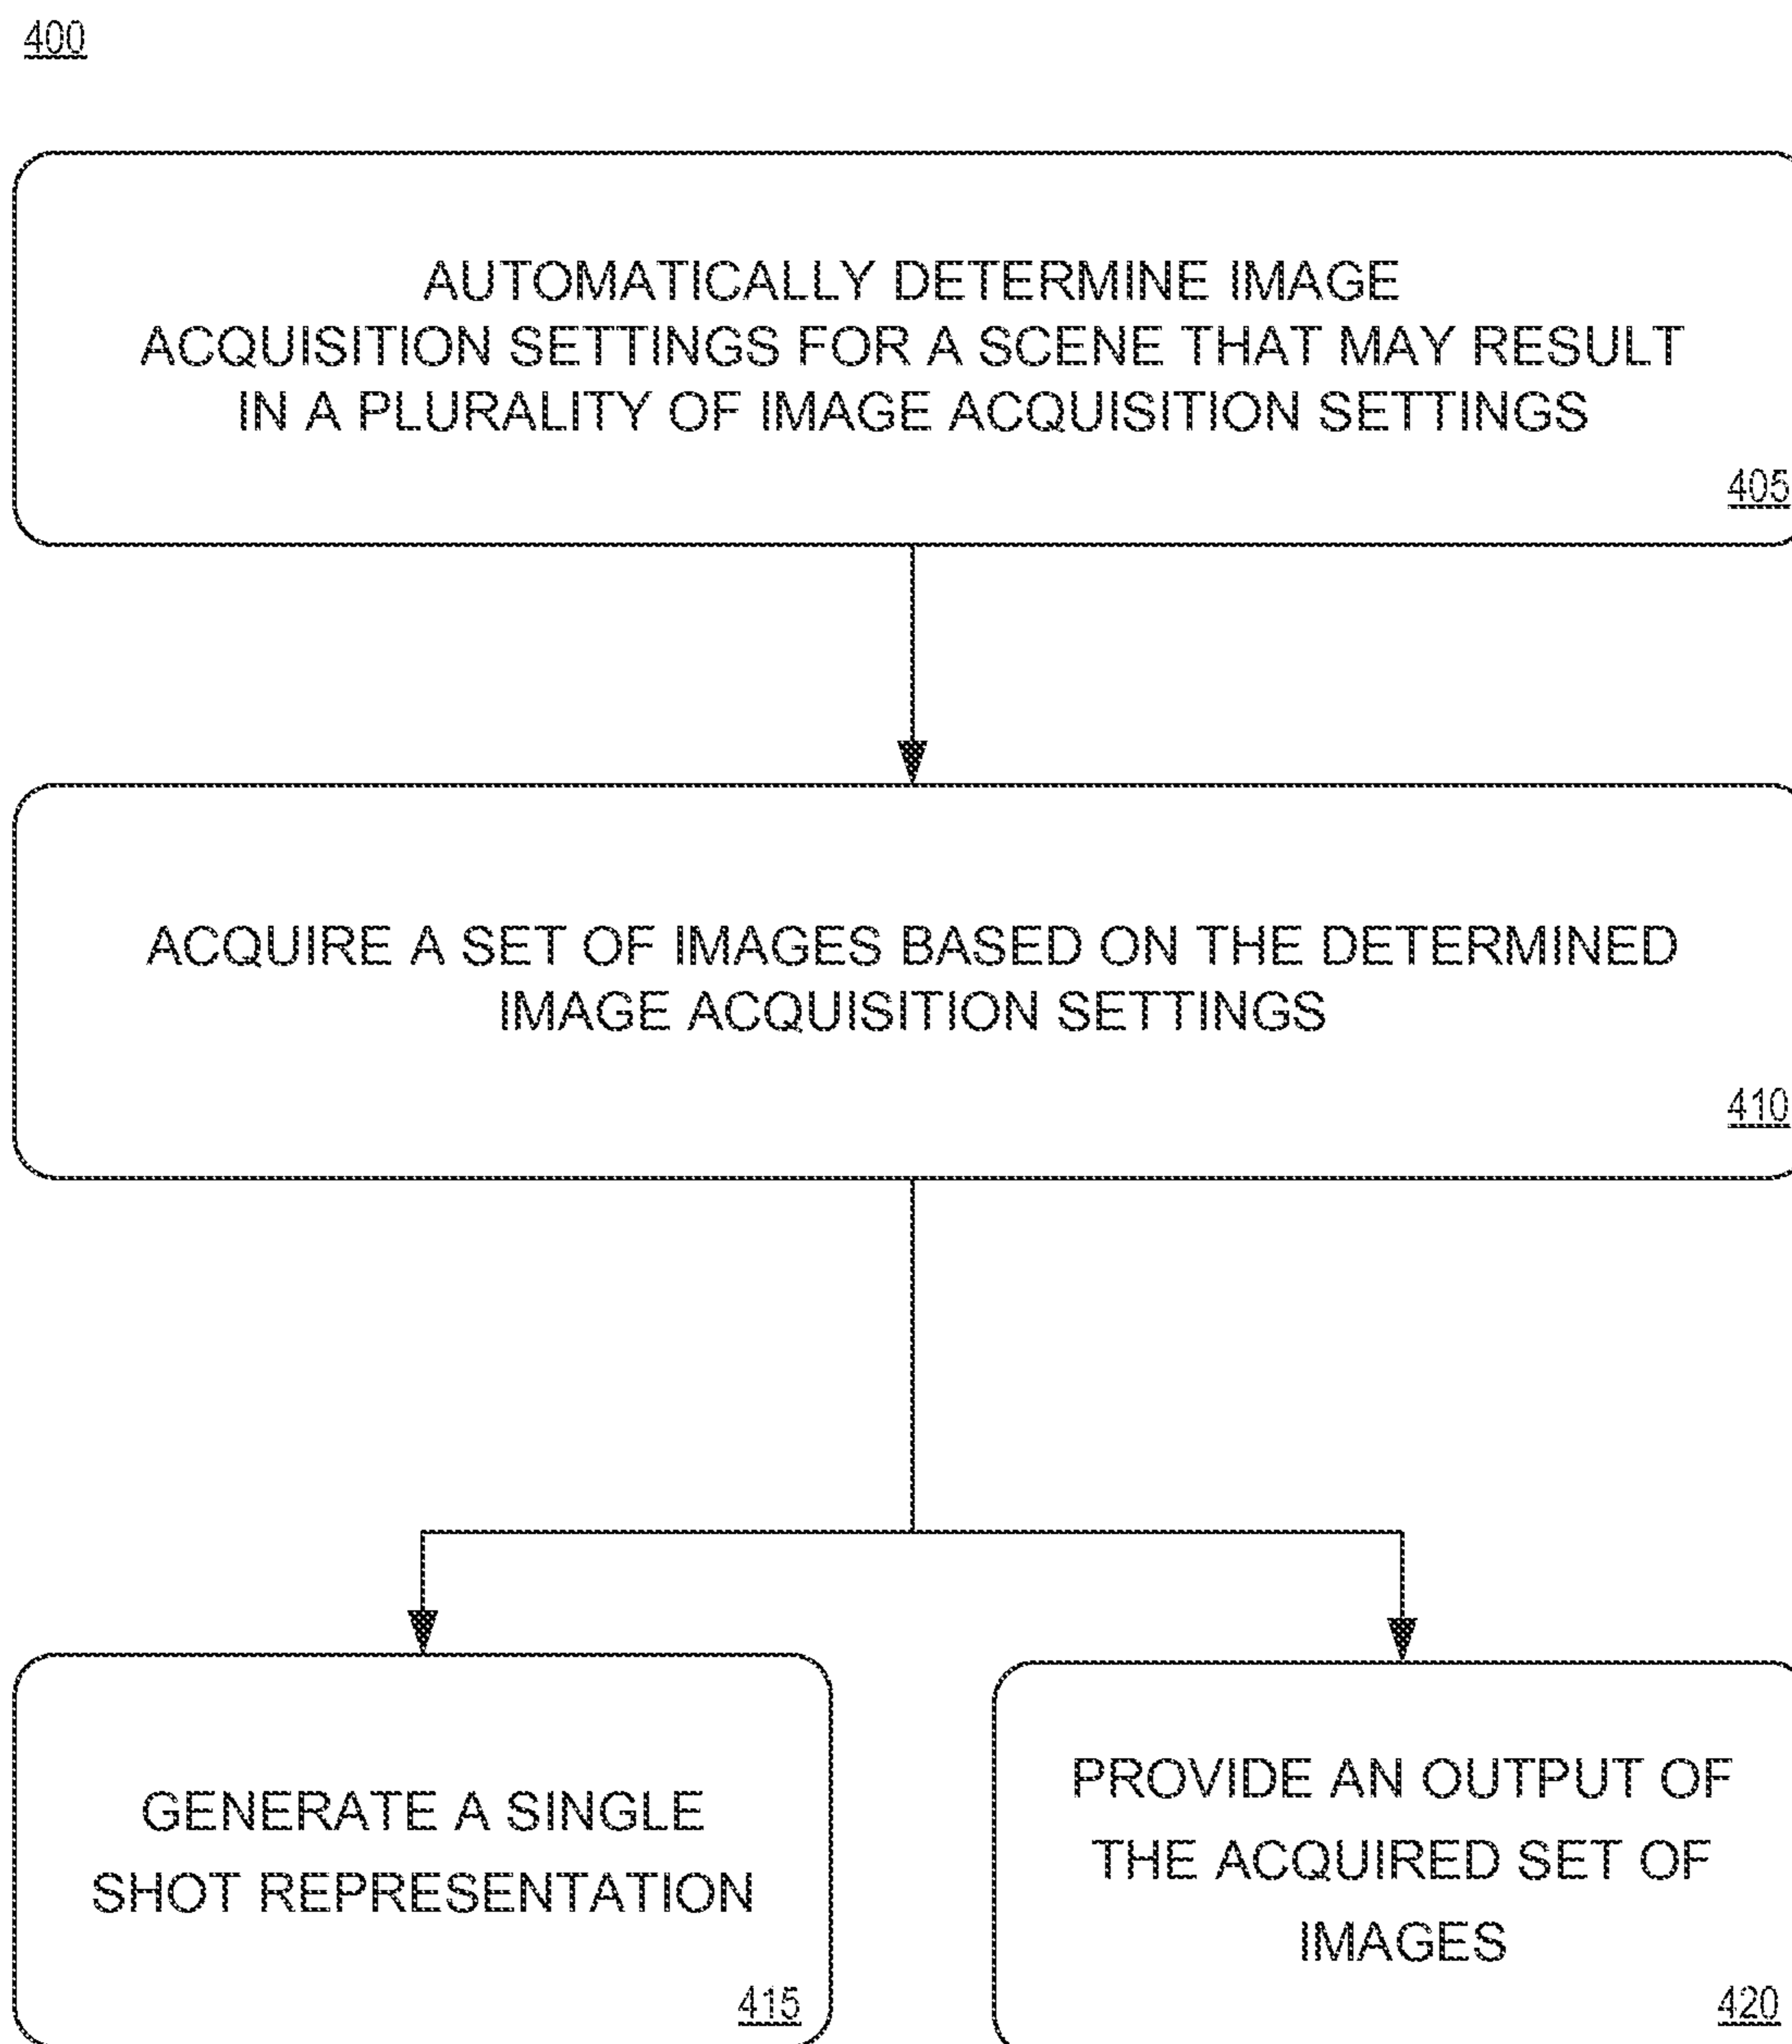 400
AUTOMATICALLY DETERMINE IMAGE
ACQUISITION SETTINGS FOR A SCENE THAT MAY RESULT
IN A PLURALITY OF IMAGE ACQUISITION SETTINGS
405
ACQUIRE A SET OF IMAGES BASED ON THE DETERMINED
IMAGE ACQUISITION SETTINGS
410
GENERATE A SINGLE
SHOT REPRESENTATION
415
PROVIDE AN OUTPUT OF
THE ACQUIRED SET OF
IMAGES
420